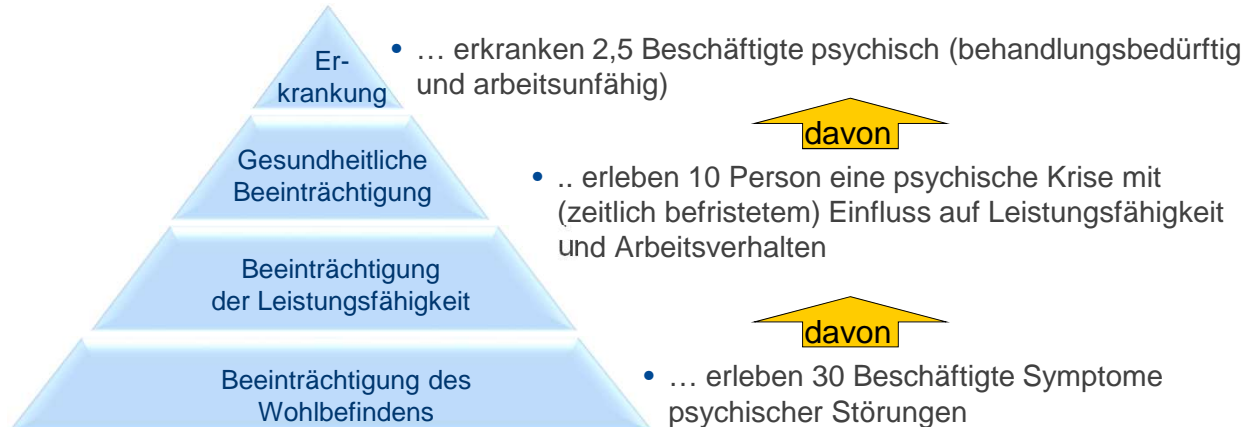 Er-
krankung
• … erkranken 2,5 Beschäftigte psychisch (behandlungsbedürftig
und arbeitsunfähig)
davon
Gesundheitliche
Beeinträchtigung
• .. erleben 10 Person eine psychische Krise mit
(zeitlich befristetem) Einfluss auf Leistungsfähigkeit
und Arbeitsverhalten
Beeinträchtigung
der Leistungsfähigkeit
davon
Beeinträchtigung des
Wohlbefindens
• … erleben 30 Beschäftigte Symptome
psychischer Störungen